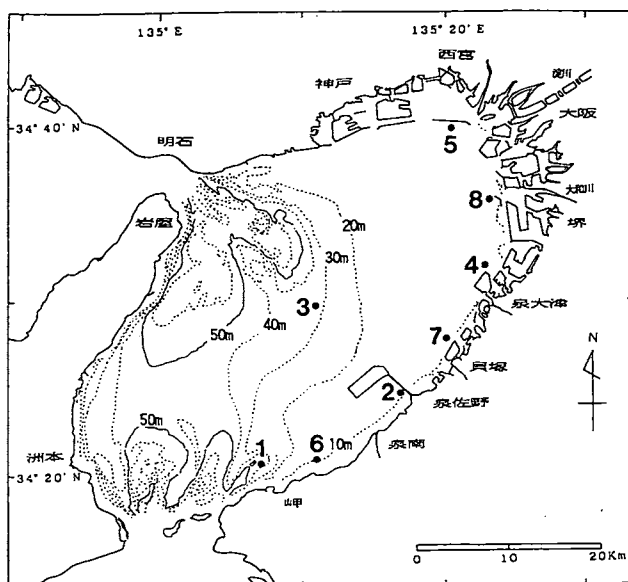 135° E
135° 20' E
西宮
神戸
淀川
大阪
34° 40' N
明石
5
大和川
8
20m
堺
岩屋
30m
4
3
40m
泉大津
50m
7
N
貝塚
2
泉佐野
50m
1
6
10m
泉南
洲本
34° 20' N
岬
0
10
20 Km